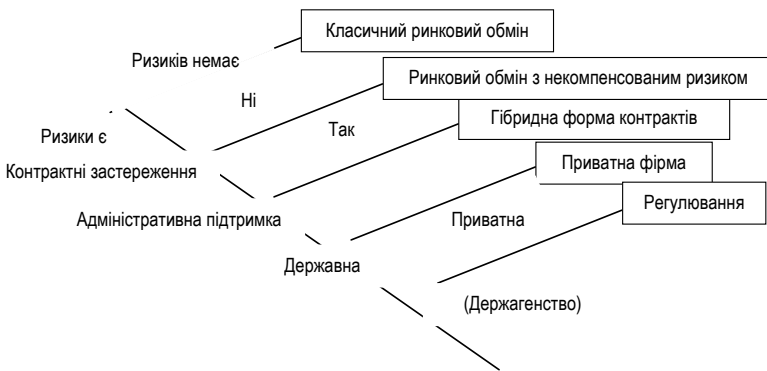 Класичний ринковий обмін
Ризиків немає
Ринковий обмін з некомпенсованим ризиком
Ні
Гібридна форма контрактів
Так
Ризики є
Приватна фірма
Контрактні застереження
Регулювання
Адміністративна підтримка
Приватна
Державна
(Держагенство)